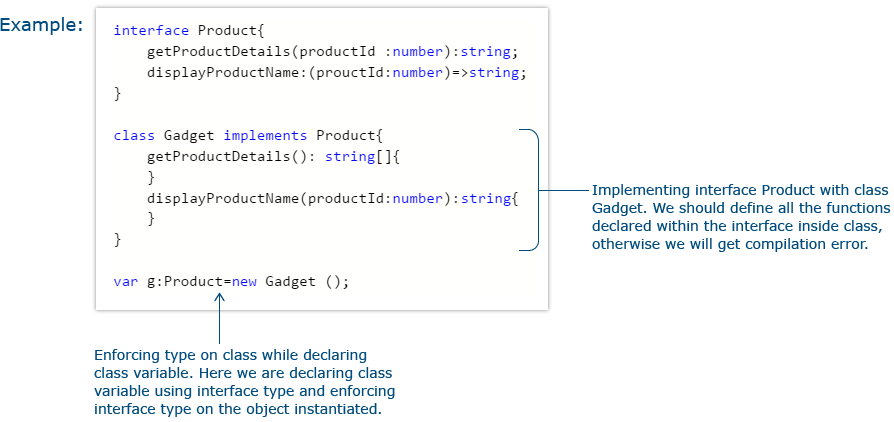 Example:
interface Product{
getProductDetails(productId :number):string;
displayProductName:(prouctId:number)=>string;
}
class Gadget implements Product{
getProductDetails(): string[]{
}
displayProductName(productId:number):string{
}
}
var g:Product=new Gadget ();
Implementing interface Product with class
Gadget. We should define all the functions
declared within the interface inside class,
otherwise we will get compilation error.
Enforcing type on class while declaring
class variable. Here we are declaring class
variable using interface type and enforcing
interface type on the object instantiated.